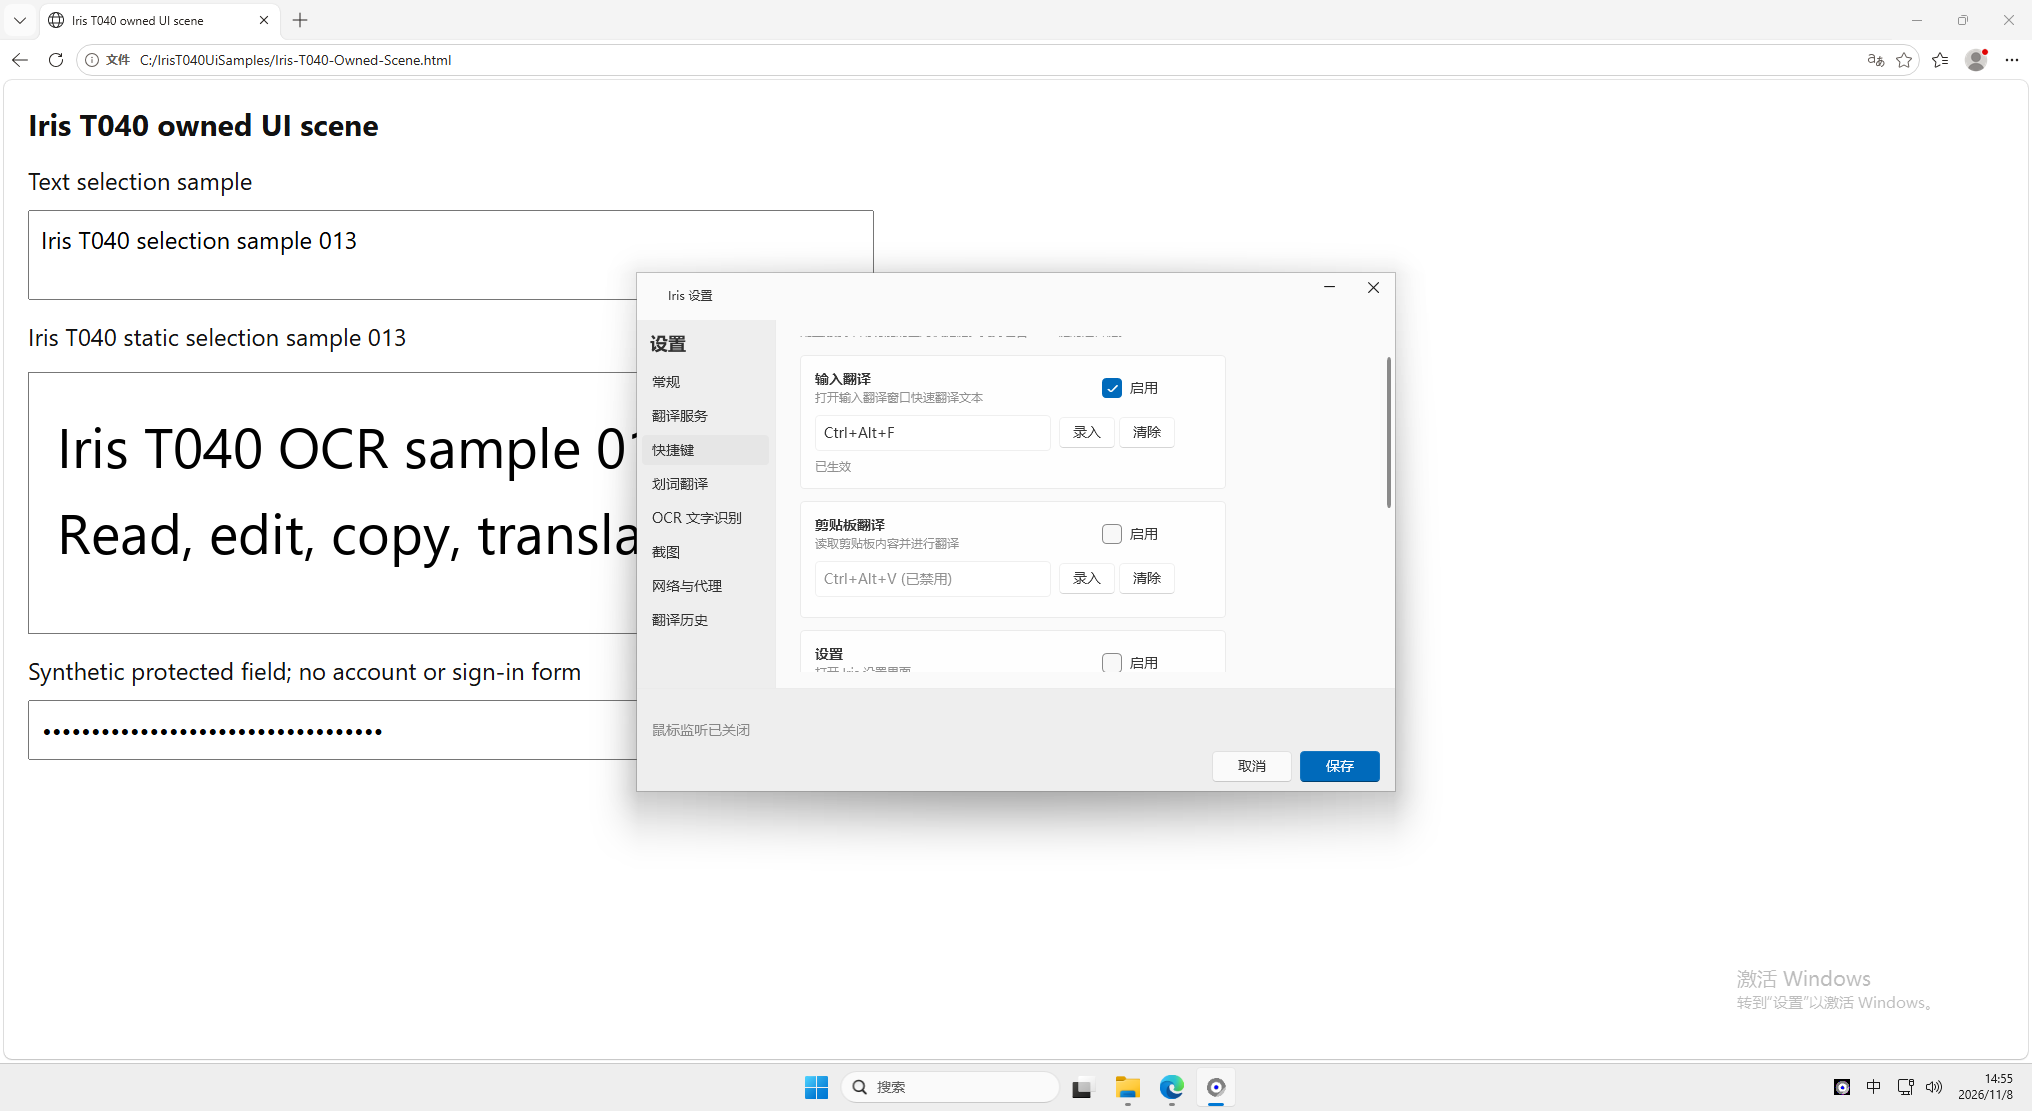 Iris T040 owned UI scene
文件 C:/IrisT040UiSamples/Iris-T040-Owned-Scene.html
Iris T040 owned UI scene
Text selection sample
Iris T040 selection sample 013
Iris T040 static selection sample 013
Iris T040 OCR sample
Read, edit, copy,
Synthetic protected field; no account or sign-in form
••••••••••••••••••••••••••••••••••
Iris 设置
设置
常规
翻译服务
快捷键
划词翻译
OCR 文字识别
截图
网络与代理
翻译历史
输入翻译
启用
打开输入翻译窗口快速翻译文本
Ctrl+Alt+F
录入
清除
已生效
剪贴板翻译
启用
读取剪贴板内容并进行翻译
Ctrl+Alt+V (已禁用)
录入
清除
设置
启用
鼠标监听已关闭
取消
保存
激活 Windows
转到"设置"以激活 Windows。
搜索
中
14:55
2026/11/8